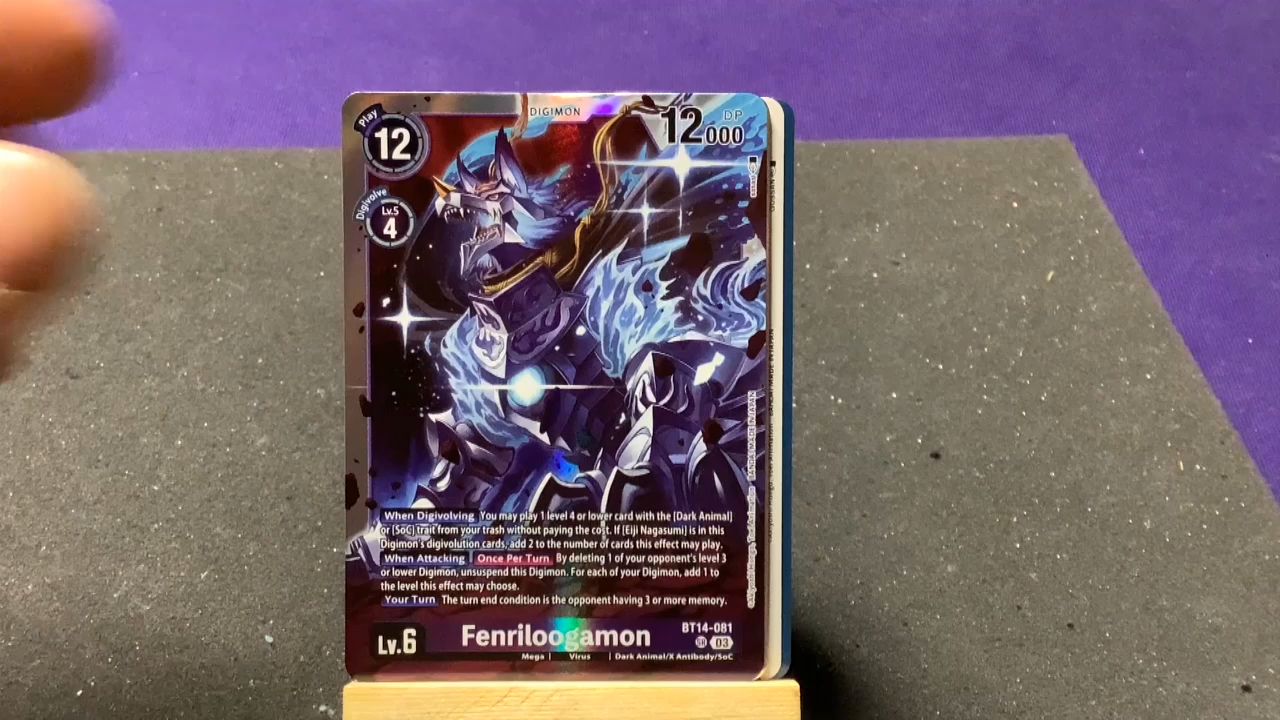 DIGIMON
Play
12
12000
DP
Digivolve
Lv.5
4
When Digivolving You may play 1 level 4 or lower card with the [Dark Animal]
or [SoC] trait from your trash without paying the cost. If [Eiji Nagasumi] is in this
Digimon's digivolution cards, add 2 to the number of cards this effect may play.
When Attacking Once Per Turn By deleting 1 of your opponent's level 3
or lower Digimon, unsuspend this Digimon. For each of your Digimon, add 1 to
the level this effect may choose.
Your Turn The turn end condition is the opponent having 3 or more memory.
Lv.6
Fenriloogamon
BT14-081
SR 03
Mega | Virus | Dark Animal/X Antibody/SoC
BANDAI MADE IN JAPAN